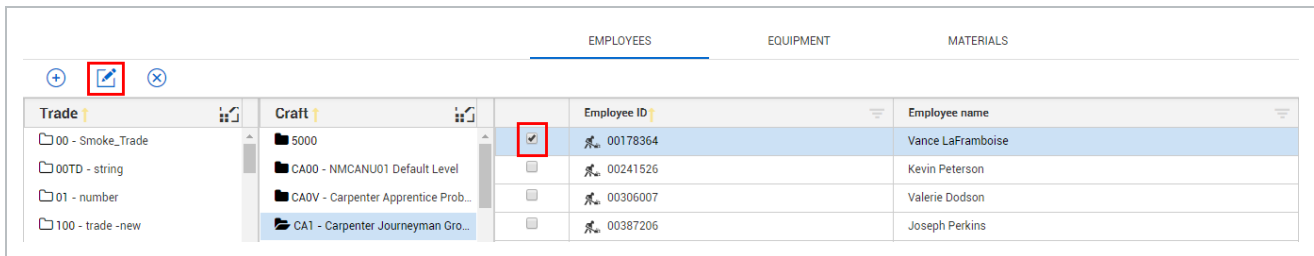 EMPLOYEES EQUIPMENT MATERIALS
Trade Craft Employee ID Employee name
00 - Smoke_Trade 5000 00178364 Vance LaFramboise
00TD - string CA00 - NMCANU01 Default Level 00241526 Kevin Peterson
01 - number CA0V - Carpenter Apprentice Prob... 00306007 Valerie Dodson
100 - trade -new CA1 - Carpenter Journeyman Gro... 00387206 Joseph Perkins